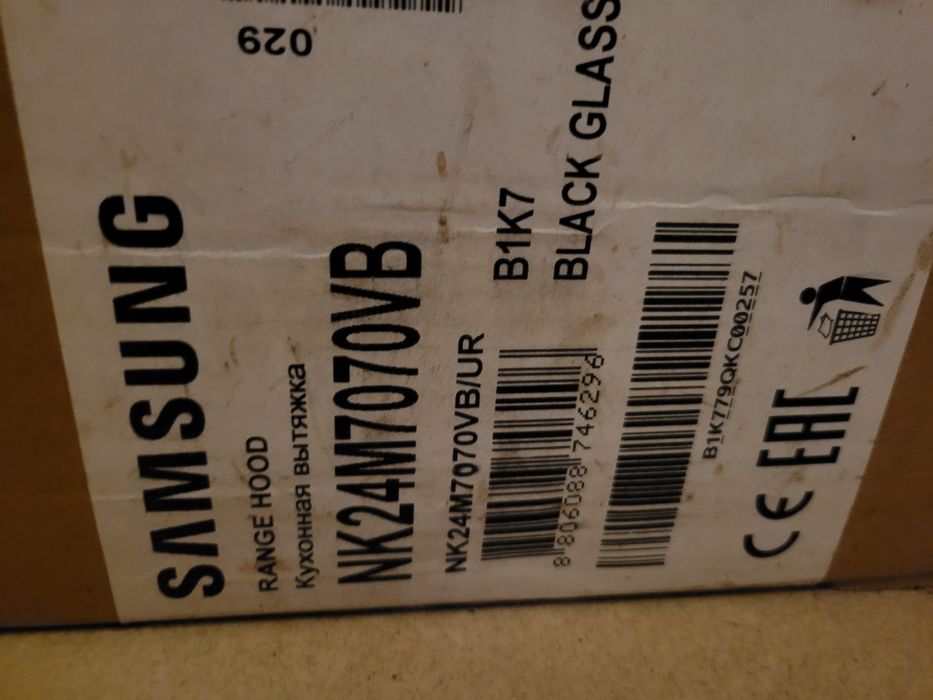 SAMSUNG
RANGE HOOD
Кухонная вытяжка
NK24M7070VB
NK24M7070VB/UR
B1K7
BLACK GLASS
8 806088 746296
B1K779QKC00257
CE EAC
029